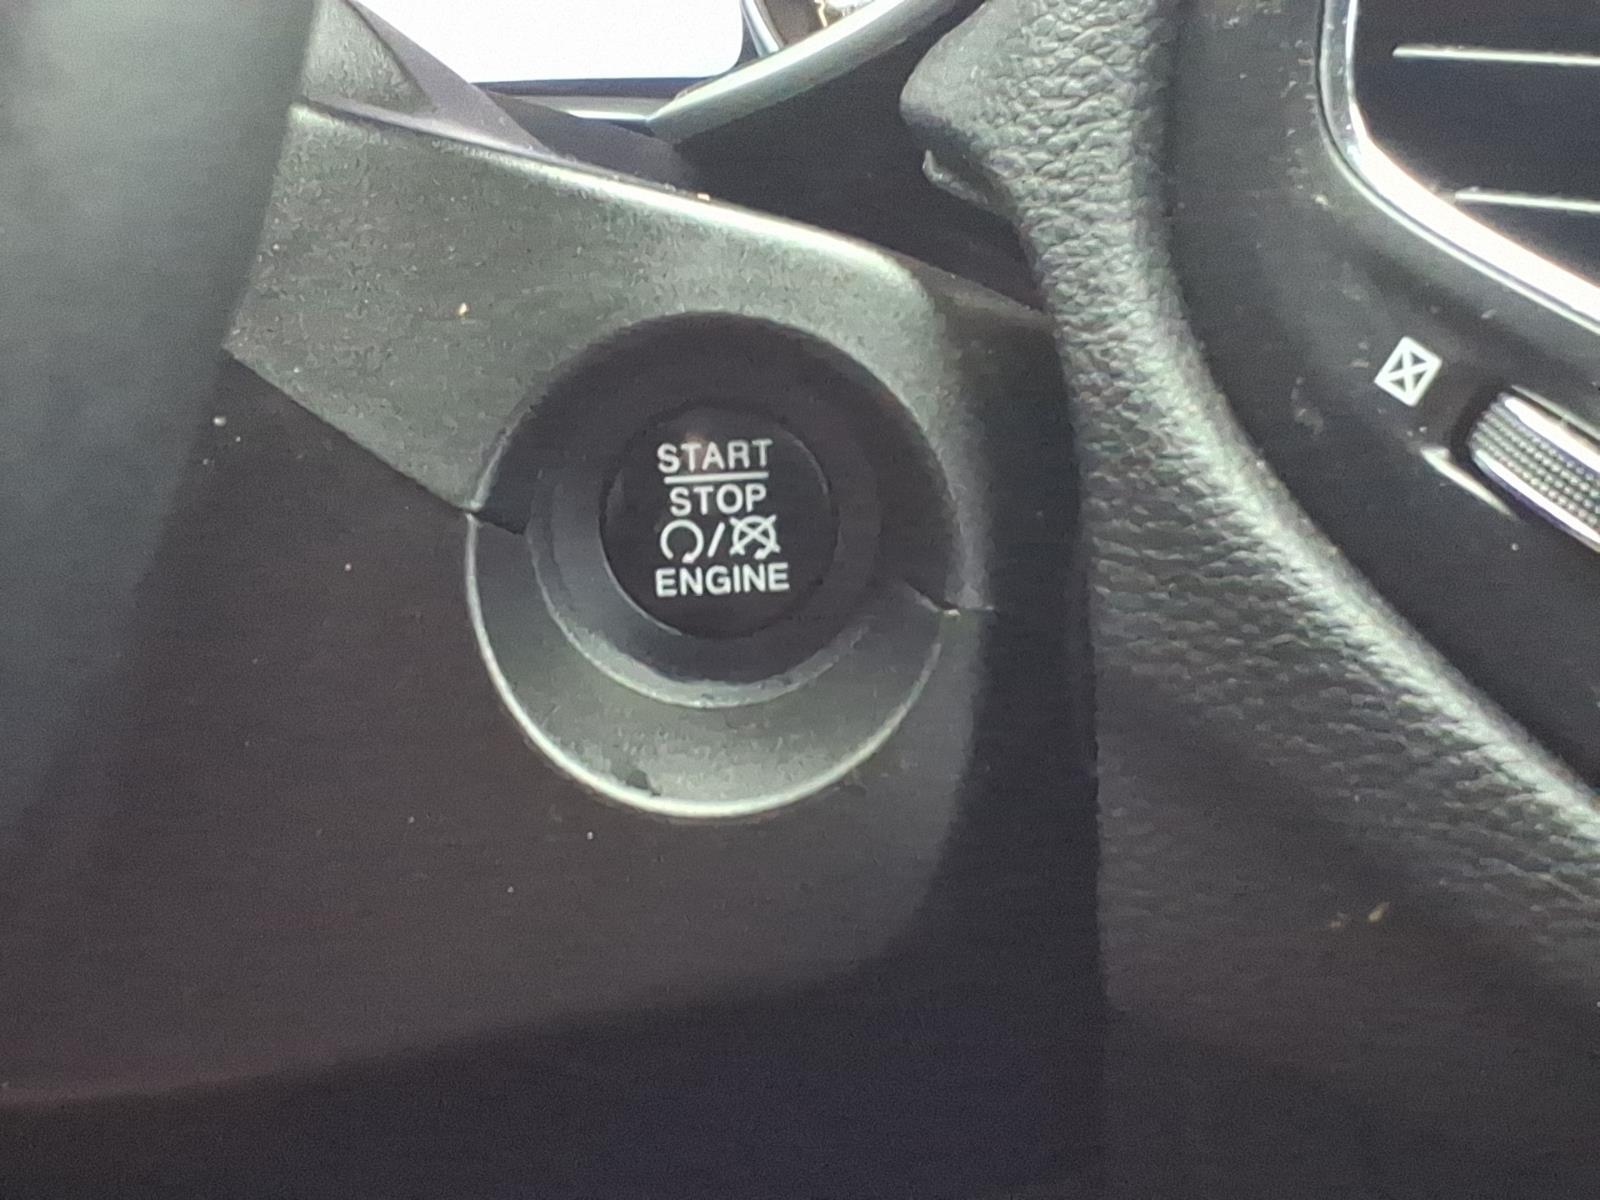 START
STOP
/
ENGINE